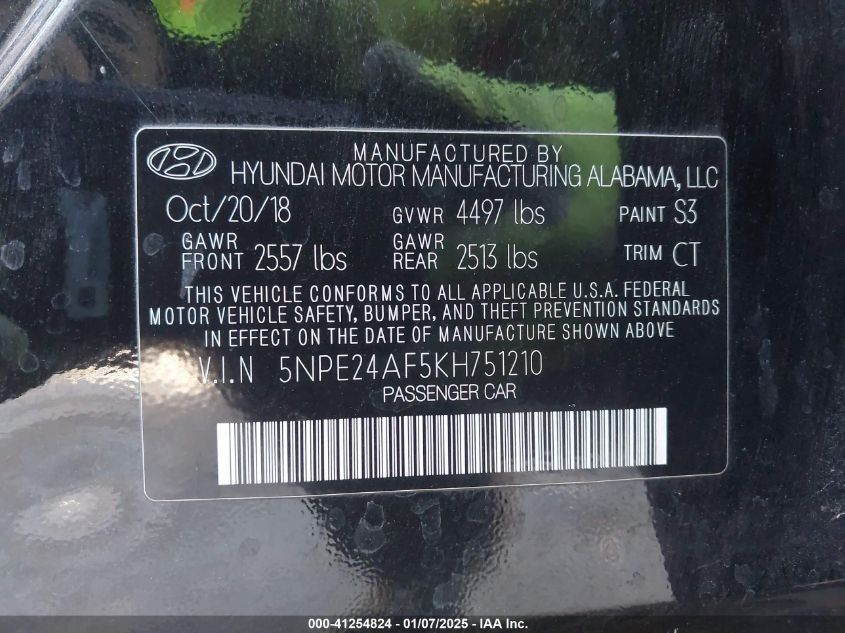 MANUFACTURED BY
HYUNDAI MOTOR MANUFACTURING ALABAMA, LLC
Oct/20/18 GVWR 4497 lbs PAINT S3
GAWR FRONT 2557 lbs GAWR REAR 2513 lbs TRIM CT
THIS VEHICLE CONFORMS TO ALL APPLICABLE U.S.A. FEDERAL
MOTOR VEHICLE SAFETY, BUMPER, AND THEFT PREVENTION STANDARDS
IN EFFECT ON THE DATE OF MANUFACTURE SHOWN ABOVE
V.I.N 5NPE24AF5KH751210
PASSENGER CAR
000-41254824 | 01/07/2025 - IAA Inc.